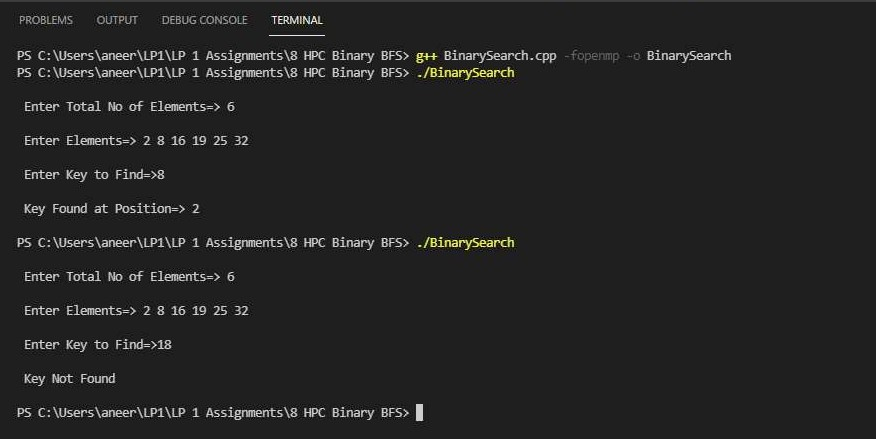 PROBLEMS OUTPUT DEBUG CONSOLE TERMINAL
PS C:\Users\aneer\LP1\LP 1 Assignments\8 HPC Binary BFS> g++ BinarySearch.cpp -fopenmp -o BinarySearch
PS C:\Users\aneer\LP1\LP 1 Assignments\8 HPC Binary BFS> ./BinarySearch
Enter Total No of Elements=> 6
Enter Elements=> 2 8 16 19 25 32
Enter Key to Find=>8
Key Found at Position=> 2
PS C:\Users\aneer\LP1\LP 1 Assignments\8 HPC Binary BFS> ./BinarySearch
Enter Total No of Elements=> 6
Enter Elements=> 2 8 16 19 25 32
Enter Key to Find=>18
Key Not Found
PS C:\Users\aneer\LP1\LP 1 Assignments\8 HPC Binary BFS>